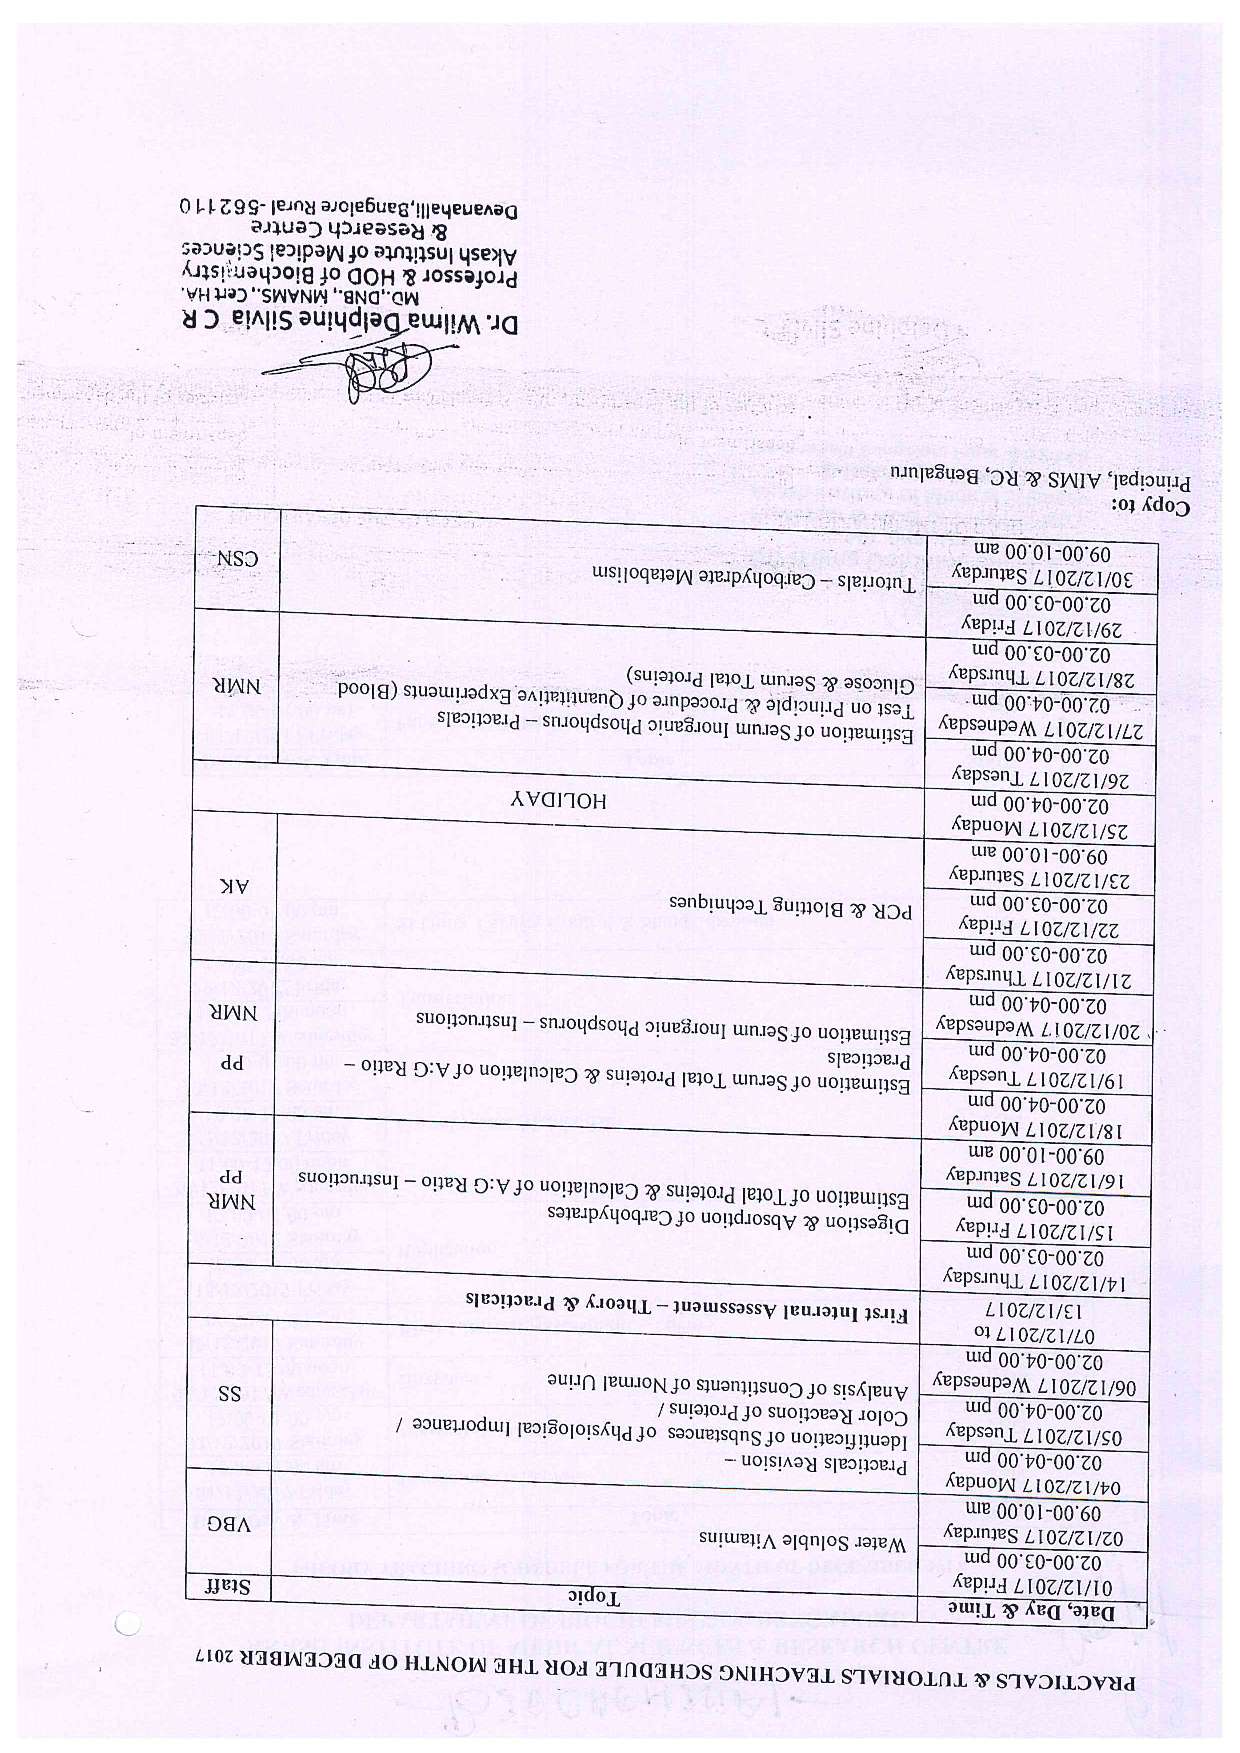 PRACTICALS & TUTORIALS TEACHING SCHEDULE FOR THE MONTH OF DECEMBER 2017
Date, Day & Time Topic Staff
01/12/2017 Friday
02.00-03.00 pm
02/12/2017 Saturday
09.00-10.00 am
Water Soluble Vitamins
VBG
04/12/2017 Monday
02.00-04.00 pm
05/12/2017 Tuesday
02.00-04.00 pm
06/12/2017 Wednesday
02.00-04.00 pm
Practicals Revision –
Identification of Substances of Physiological Importance /
Color Reactions of Proteins /
Analysis of Constituents of Normal Urine
SS
07/12/2017 to
13/12/2017
First Internal Assessment – Theory & Practicals
14/12/2017 Thursday
02.00-03.00 pm
15/12/2017 Friday
02.00-03.00 pm
16/12/2017 Saturday
09.00-10.00 am
Digestion & Absorption of Carbohydrates
Estimation of Total Proteins & Calculation of A:G Ratio – Instructions
NMR
PP
18/12/2017 Monday
02.00-04.00 pm
19/12/2017 Tuesday
02.00-04.00 pm
20/12/2017 Wednesday
02.00-04.00 pm
Estimation of Serum Total Proteins & Calculation of A:G Ratio –
Practicals
Estimation of Serum Inorganic Phosphorus – Instructions
PP
NMR
21/12/2017 Thursday
02.00-03.00 pm
22/12/2017 Friday
02.00-03.00 pm
23/12/2017 Saturday
09.00-10.00 am
PCR & Blotting Techniques
AK
25/12/2017 Monday
02.00-04.00 pm
HOLIDAY
26/12/2017 Tuesday
02.00-04.00 pm
27/12/2017 Wednesday
02.00-04.00 pm
28/12/2017 Thursday
02.00-03.00 pm
Estimation of Serum Inorganic Phosphorus – Practicals
Test on Principle & Procedure of Quantitative Experiments (Blood
Glucose & Serum Total Proteins)
NMR
29/12/2017 Friday
02.00-03.00 pm
30/12/2017 Saturday
09.00-10.00 am
Tutorials – Carbohydrate Metabolism
CSN
Copy to:
Principal, AIMS & RC, Bengaluru
Dr. Wilma Delphine Silvia C R
MD.,DNB., MNAMS., Cert HA.
Professor & HOD of Biochemistry
Akash Institute of Medical Sciences
& Research Centre
Devanahalli,Bangalore Rural -562110